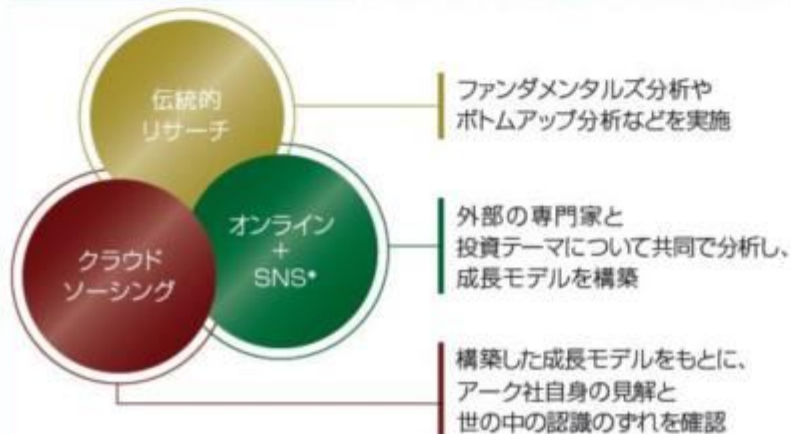 伝統的
リサーチ
ファンダメンタルズ分析や
ボトムアップ分析などを実施
オンライン
+
SNS*
外部の専門家と
投資テーマについて共同で分析し、
成長モデルを構築
クラウド
ソーシング
構築した成長モデルをもとに、
アーク社自身の見解と
世の中の認識のずれを確認